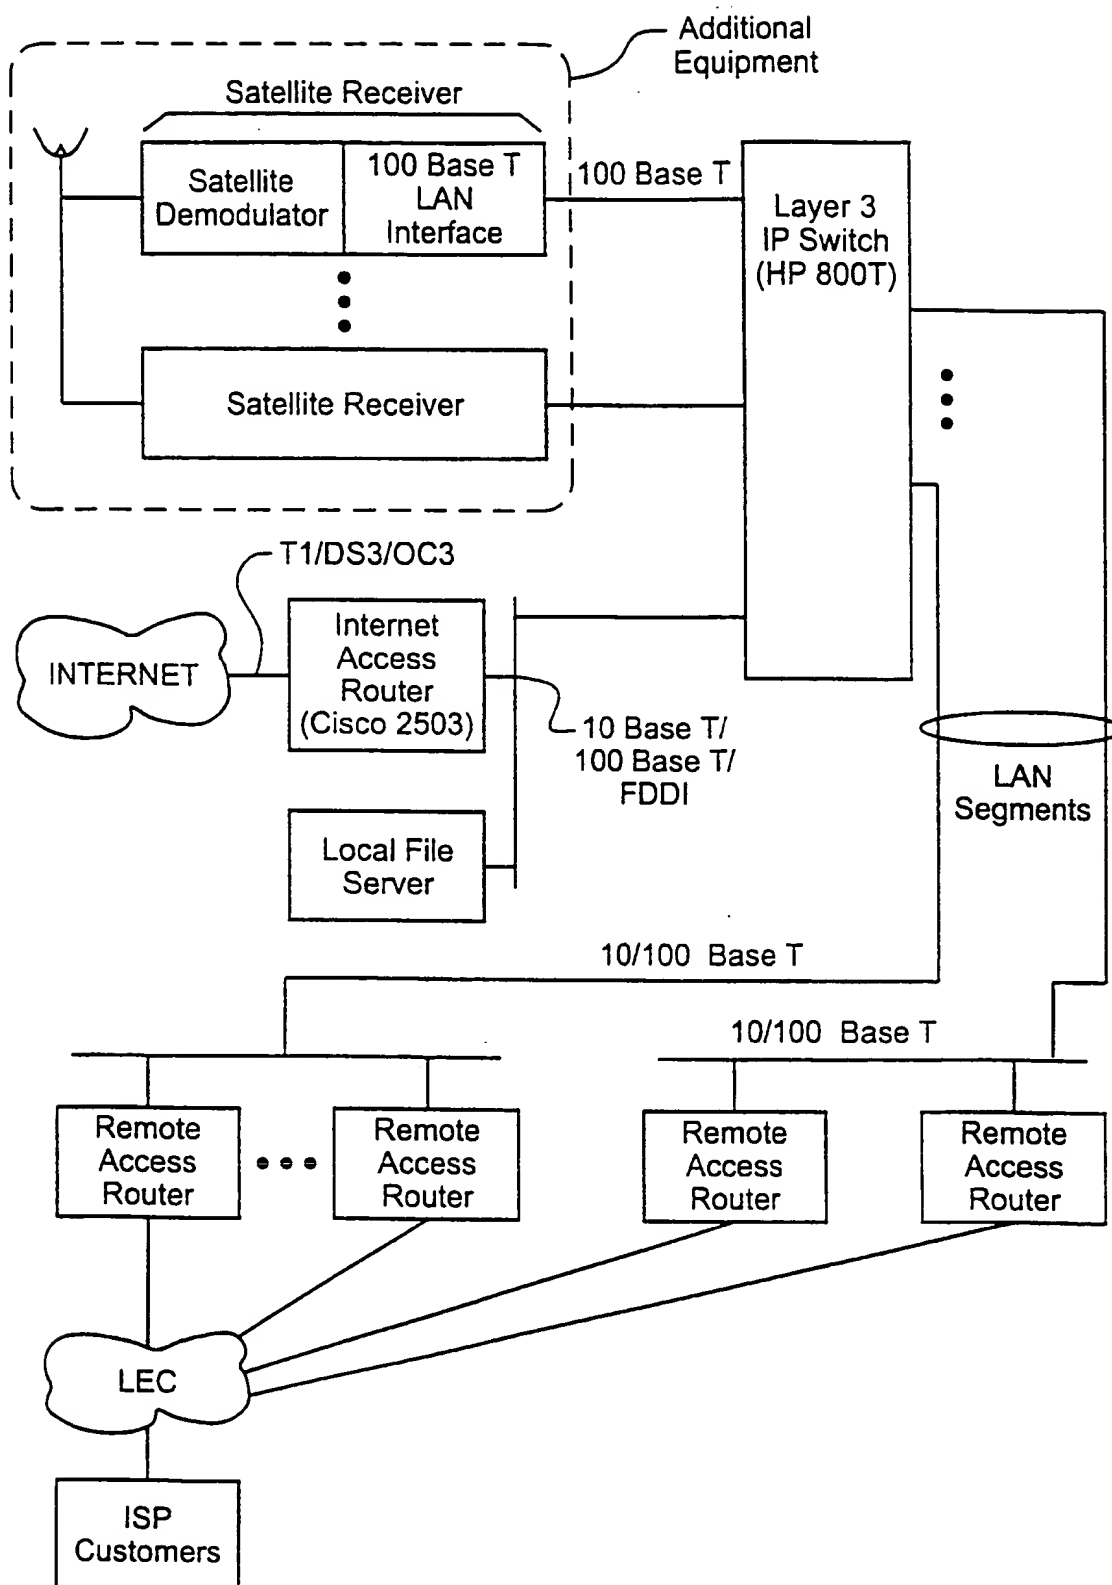 Additional
Equipment
Satellite Receiver
Satellite
Demodulator
100 Base T
LAN
Interface
100 Base T
Layer 3
IP Switch
(HP 800T)
Satellite Receiver
T1/DS3/OC3
INTERNET
Internet
Access
Router
(Cisco 2503)
10 Base T/
100 Base T/
FDDI
LAN
Segments
Local File
Server
10/100 Base T
10/100 Base T
Remote
Access
Router
Remote
Access
Router
Remote
Access
Router
Remote
Access
Router
LEC
ISP
Customers